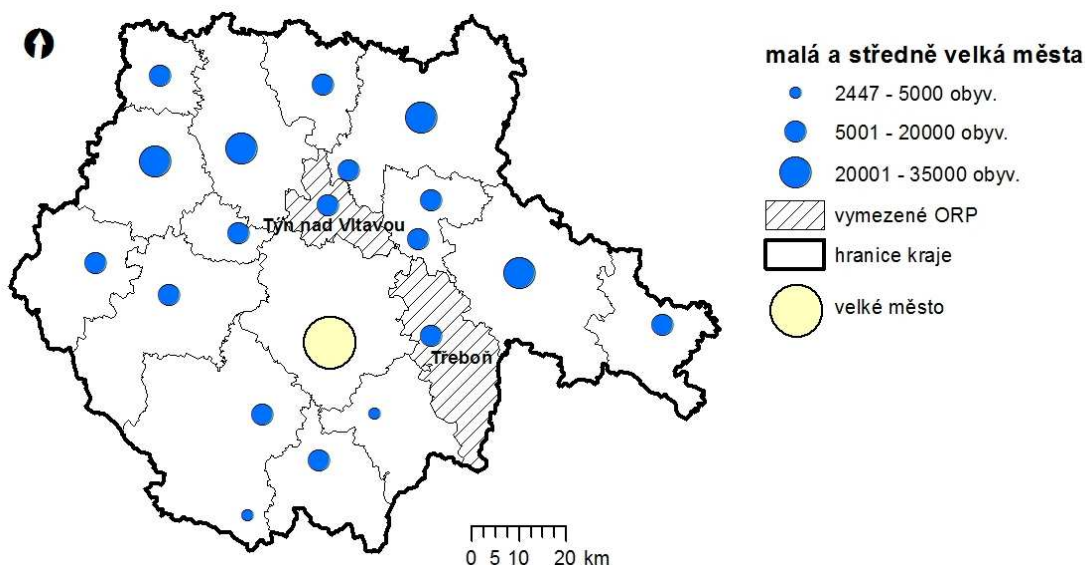 malá a středně velká města
2447 - 5000 obyv.
5001 - 20000 obyv.
20001 - 35000 obyv.
vymezené ORP
hranice kraje
velké město
Týn nad Vltavou
Třeboň
0 5 10 20 km